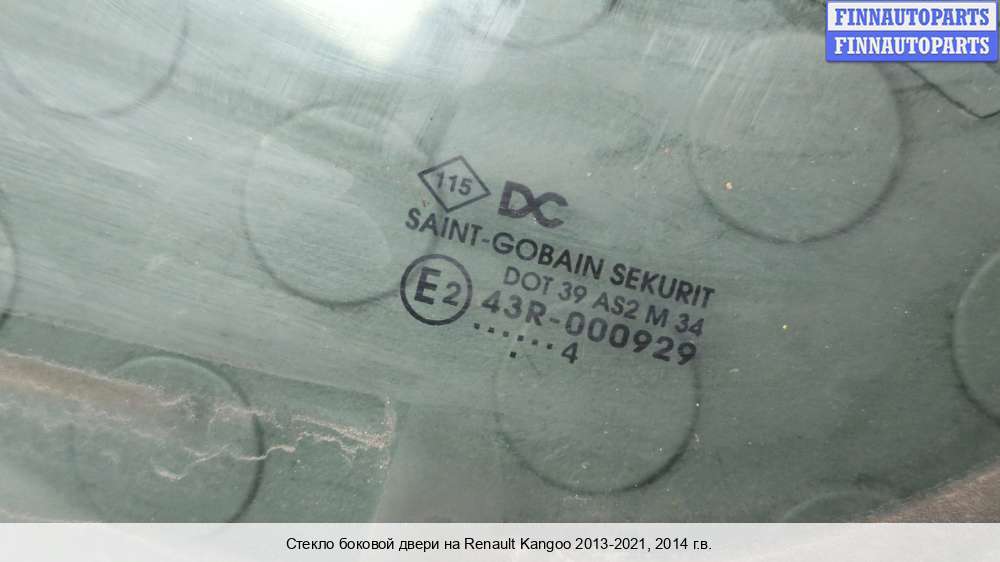 FINNAUTOPARTS
FINNAUTOPARTS
115
DC
SAINT-GOBAIN SEKURIT
DOT 39 AS2 M 34
E2 43R-000929
...... 4
.
Стекло боковой двери на Renault Kangoo 2013-2021, 2014 г.в.